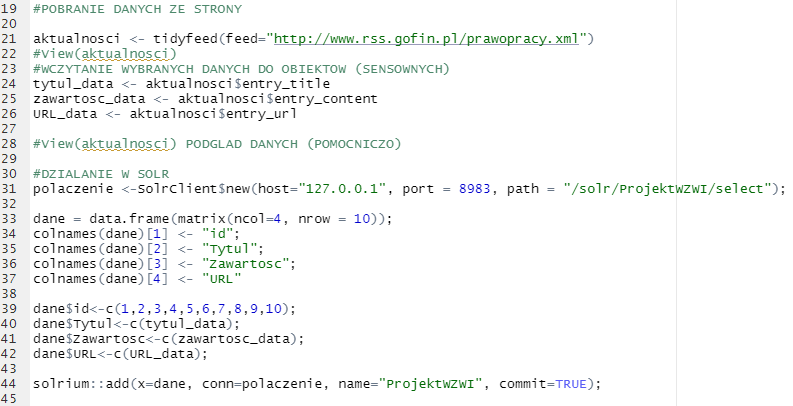 19 #POBRANIE DANYCH ZE STRONY
20
21 aktualnosci <- tidyfeed(feed="http://www.rss.gofin.pl/prawopracy.xml")
22 #View(aktualnosci)
23 #WCZYTANIE WYBRANYCH DANYCH DO OBIEKTOW (SENSOWNYCH)
24 tytul_data <- aktualnosci$entry_title
25 zawartosc_data <- aktualnosci$entry_content
26 URL_data <- aktualnosci$entry_url
27
28 #View(aktualnosci) PODGLAD DANYCH (POMOCNICZO)
29
30 #DZIALANIE W SOLR
31 polaczenie <-SolrClient$new(host="127.0.0.1", port = 8983, path = "/solr/ProjektWZWI/select");
32
33 dane = data.frame(matrix(ncol=4, nrow = 10));
34 colnames(dane)[1] <- "id";
35 colnames(dane)[2] <- "Tytul";
36 colnames(dane)[3] <- "Zawartosc";
37 colnames(dane)[4] <- "URL"
38
39 dane$id<-c(1,2,3,4,5,6,7,8,9,10);
40 dane$Tytul<-c(tytul_data);
41 dane$Zawartosc<-c(zawartosc_data);
42 dane$URL<-c(URL_data);
43
44 solrium::add(x=dane, conn=polaczenie, name="ProjektWZWI", commit=TRUE);
45